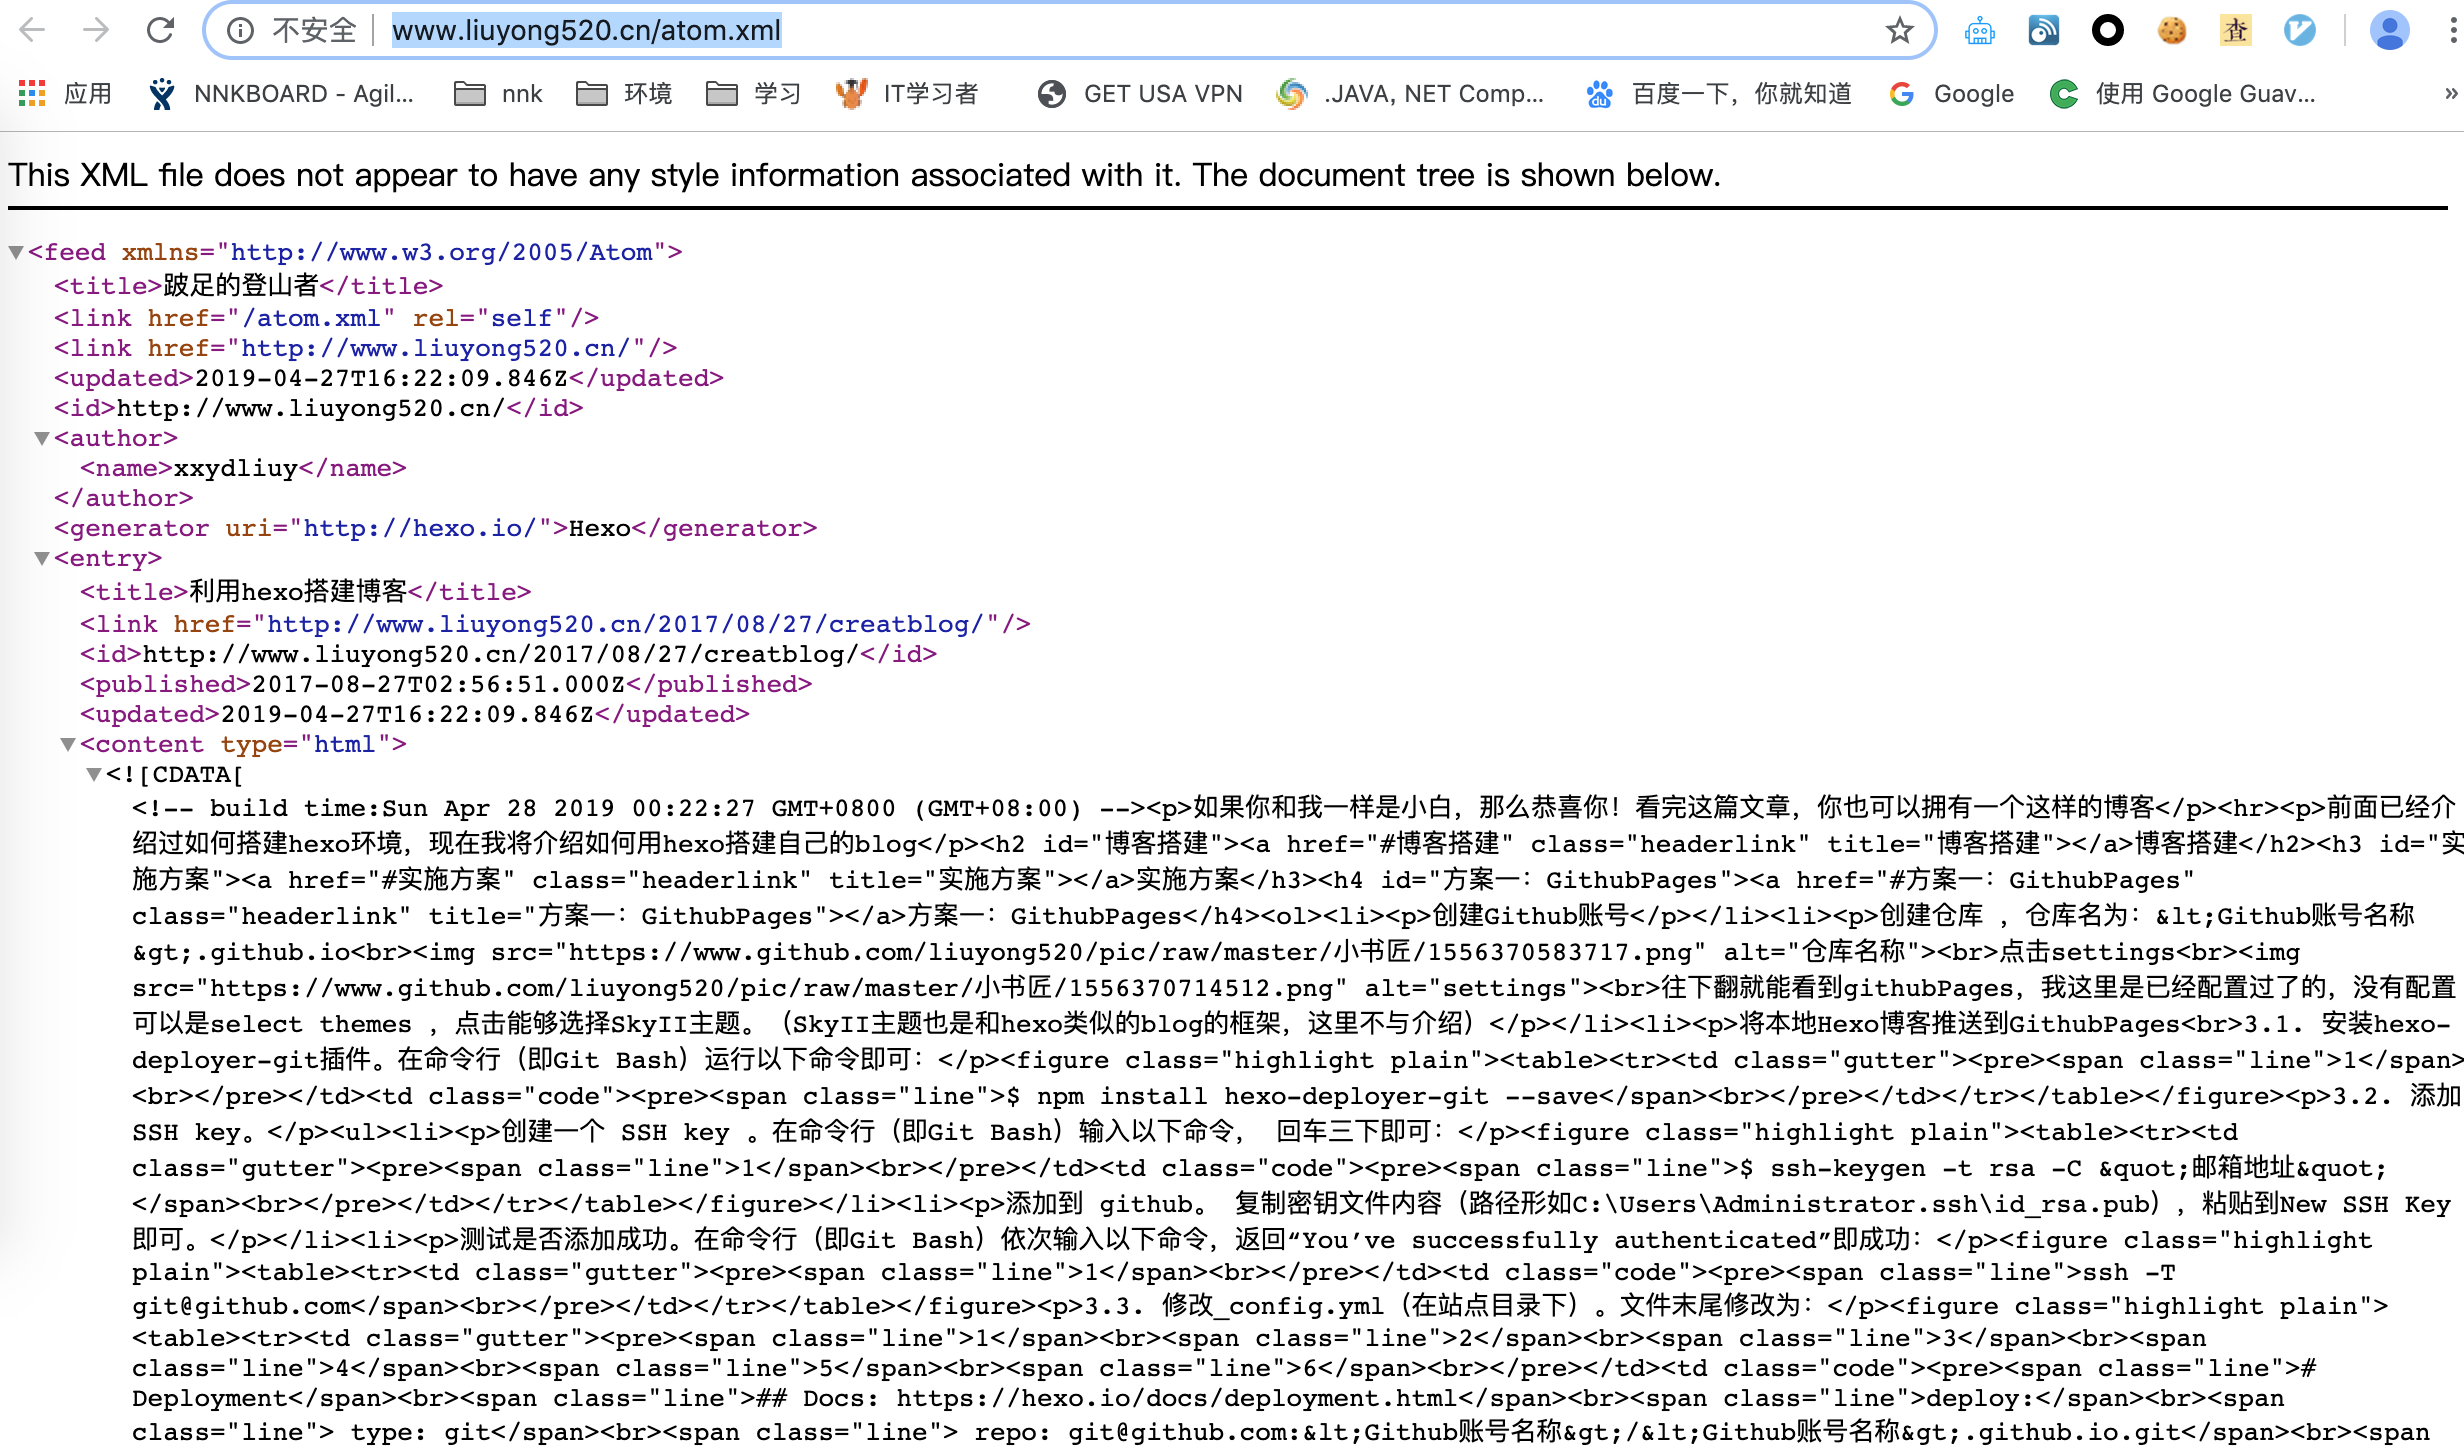 不安全 www.liuyong520.cn/atom.xml 查
应用 NNKBOARD - Agil... nnk 环境 学习 IT学习者 GET USA VPN .JAVA, NET Comp... du 百度一下，你就知道 Google 使用 Google Guav... »
This XML file does not appear to have any style information associated with it. The document tree is shown below.
<feed xmlns="http://www.w3.org/2005/Atom">
<title>跛足的登山者</title>
<link href="/atom.xml" rel="self"/>
<link href="http://www.liuyong520.cn/"/>
<updated>2019-04-27T16:22:09.846Z</updated>
<id>http://www.liuyong520.cn/</id>
<author>
<name>xxydliuy</name>
</author>
<generator uri="http://hexo.io/">Hexo</generator>
<entry>
<title>利用hexo搭建博客</title>
<link href="http://www.liuyong520.cn/2017/08/27/creatblog/"/>
<id>http://www.liuyong520.cn/2017/08/27/creatblog/</id>
<published>2017-08-27T02:56:51.000Z</published>
<updated>2019-04-27T16:22:09.846Z</updated>
<content type="html">
<![CDATA[
<!-- build time:Sun Apr 28 2019 00:22:27 GMT+0800 (GMT+08:00) --><p>如果你和我一样是小白，那么恭喜你！看完这篇文章，你也可以拥有一个这样的博客</p><hr><p>前面已经介
绍过如何搭建hexo环境，现在我将介绍如何用hexo搭建自己的blog</p><h2 id="博客搭建"><a href="#博客搭建" class="headerlink" title="博客搭建"></a>博客搭建</h2><h3 id="实
施方案"><a href="#实施方案" class="headerlink" title="实施方案"></a>实施方案</h3><h4 id="方案一：GithubPages"><a href="#方案一：GithubPages"
class="headerlink" title="方案一：GithubPages"></a>方案一：GithubPages</h4><ol><li><p>创建Github账号</p></li><li><p>创建仓库 ，仓库名为：&lt;Github账号名称
&gt;.github.io<br><img src="https://www.github.com/liuyong520/pic/raw/master/小书匠/1556370583717.png" alt="仓库名称"><br>点击settings<br><img
src="https://www.github.com/liuyong520/pic/raw/master/小书匠/1556370714512.png" alt="settings"><br>往下翻就能看到githubPages，我这里是已经配置过了的，没有配置
可以是select themes ，点击能够选择SkyII主题。（SkyII主题也是和hexo类似的blog的框架，这里不与介绍）</p></li><li><p>将本地Hexo博客推送到GithubPages<br>3.1. 安装hexo-
deployer-git插件。在命令行（即Git Bash）运行以下命令即可：</p><figure class="highlight plain"><table><tr><td class="gutter"><pre><span class="line">1</span>
<br></pre></td><td class="code"><pre><span class="line">$ npm install hexo-deployer-git --save</span><br></pre></td></tr></table></figure><p>3.2. 添加
SSH key。</p><ul><li><p>创建一个 SSH key 。在命令行（即Git Bash）输入以下命令， 回车三下即可：</p><figure class="highlight plain"><table><tr><td
class="gutter"><pre><span class="line">1</span><br></pre></td><td class="code"><pre><span class="line">$ ssh-keygen -t rsa -C &quot;邮箱地址&quot;
</span><br></pre></td></tr></table></figure></li><li><p>添加到 github。 复制密钥文件内容（路径形如C:\Users\Administrator.ssh\id_rsa.pub），粘贴到New SSH Key
即可。</p></li><li><p>测试是否添加成功。在命令行（即Git Bash）依次输入以下命令，返回“You’ve successfully authenticated”即成功：</p><figure class="highlight
plain"><table><tr><td class="gutter"><pre><span class="line">1</span><br></pre></td><td class="code"><pre><span class="line">ssh -T
git@github.com</span><br></pre></td></tr></table></figure><p>3.3. 修改_config.yml（在站点目录下）。文件末尾修改为：</p><figure class="highlight plain">
<table><tr><td class="gutter"><pre><span class="line">1</span><br><span class="line">2</span><br><span class="line">3</span><br><span
class="line">4</span><br><span class="line">5</span><br><span class="line">6</span><br></pre></td><td class="code"><pre><span class="line">#
Deployment</span><br><span class="line">## Docs: https://hexo.io/docs/deployment.html</span><br><span class="line">deploy:</span><br><span
class="line"> type: git</span><br><span class="line"> repo: git@github.com:&lt;Github账号名称&gt;/&lt;Github账号名称&gt;.github.io.git</span><br><span